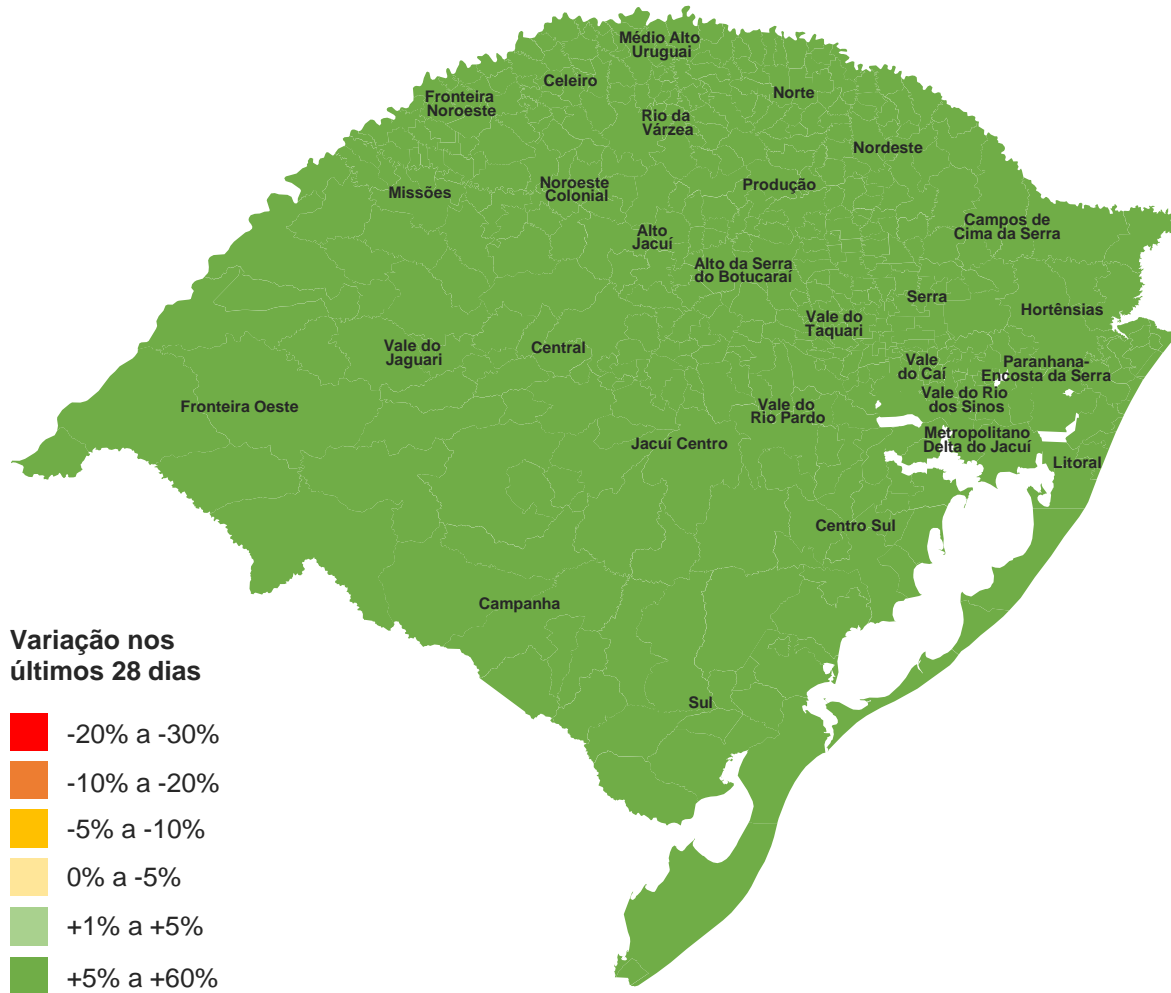 Médio Alto
Uruguai
Celeiro
Norte
Fronteira
Noroeste
Rio da
Várzea
Nordeste
Missões
Noroeste
Colonial
Produção
Alto
Jacuí
Campos de
Cima da Serra
Alto da Serra
do Botucaraí
Serra
Hortênsias
Vale do
Taquari
Vale do
Jaguari
Central
Vale
do Caí
Paranhana-
Encosta da Serra
Fronteira Oeste
Vale do Rio
dos Sinos
Vale do
Rio Pardo
Jacuí Centro
Metropolitano
Delta do Jacuí
Litoral
Centro Sul
Campanha
Sul
Variação nos
últimos 28 dias
-20% a -30%
-10% a -20%
-5% a -10%
0% a -5%
+1% a +5%
+5% a +60%